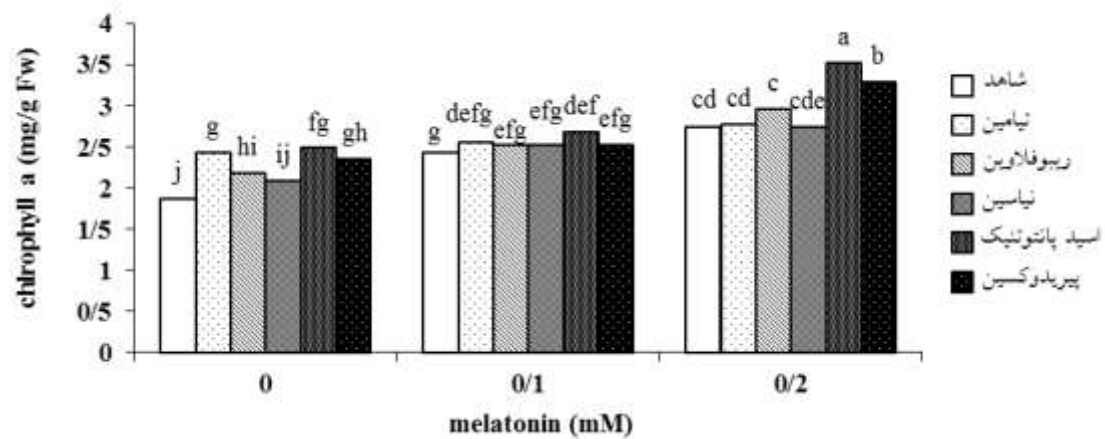 chlrophyll a (mg/g Fw)
4
3/5
3
2/5
2
1/5
1
0/5
0
j
g
hi
ij
fg
gh
g
defg
efg
efg
def
efg
cd
cd
c
cde
a
b
0
0/1
0/2
melatonin (mM)
شاهد
تیامین
ریبوفلاوین
نیاسین
اسید پانتوتنیک
پیریدوکسین